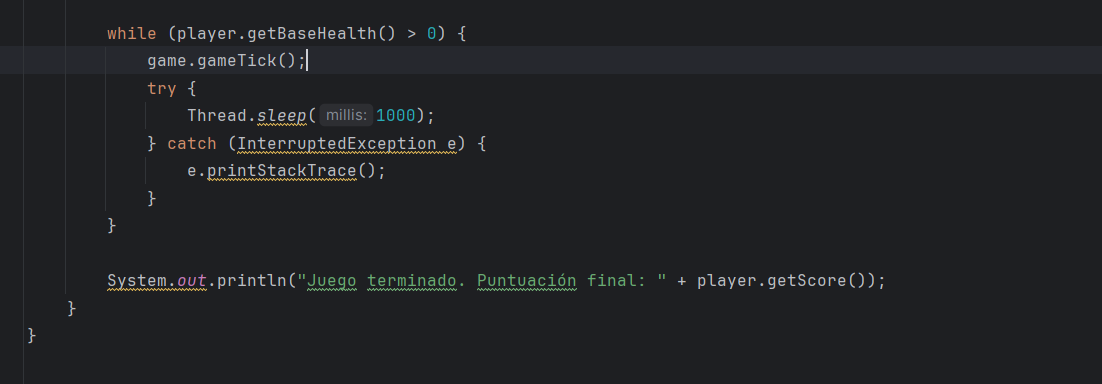 while (player.getBaseHealth() > 0) {
game.gameTick();
try {
Thread.sleep( millis: 1000);
} catch (InterruptedException e) {
e.printStackTrace();
}
}
System.out.println("Juego terminado. Puntuación final: " + player.getScore());
}
}